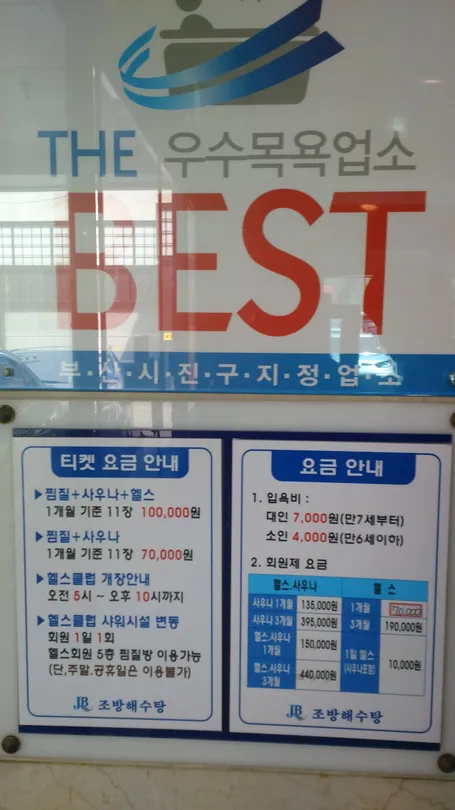 THE 우수목욕업소
BEST
부·산·시진·구·지·정·업·소
티켓 요금 안내
▶찜질+사우나+헬스
1개월 기준 11장 100,000원
▶찜질+사우나
1개월 기준 11장 70,000원
▶헬스클럽 개장안내
오전 5시 ~ 오후 10시까지
▶헬스클럽 샤워시설 변동
회원 1일 1회
헬스회원 5층 찜질방 이용가능
(단,주말.공휴일은 이용불가)
JB 조방해수탕
요금 안내
1. 입욕비 :
대인 7,000원(만7세부터)
소인 4,000원(만6세이하)
2. 회원제 요금
헬스.사우나 헬 스
사우나 1개월 135,000원 1개월 70,000
사우나 3개월 395,000원 3개월 190,000원
헬스.사우나
1개월 150,000원
1일 헬스
(사우나포함) 10,000원
헬스.사우나
3개월 440,000원
JB 조방해수탕